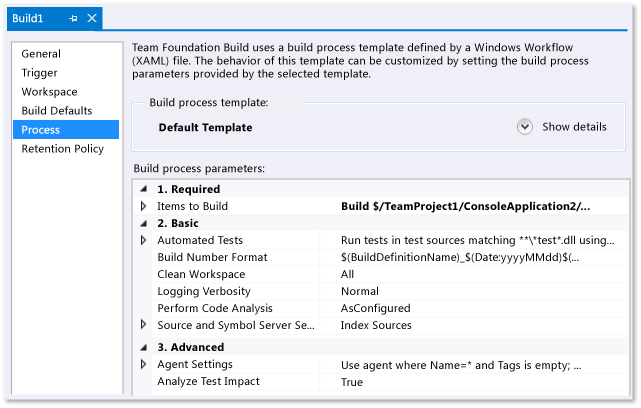 Build1
General
Trigger
Workspace
Build Defaults
Process
Retention Policy
Team Foundation Build uses a build process template defined by a Windows Workflow
(XAML) file. The behavior of this template can be customized by setting the build process
parameters provided by the selected template.
Build process template:
Default Template Show details
Build process parameters:
1. Required
Items to Build Build $/TeamProject1/ConsoleApplication2/...
2. Basic
Automated Tests Run tests in test sources matching **\*test*.dll using...
Build Number Format $(BuildDefinitionName)_$(Date:yyyyMMdd)$(...
Clean Workspace All
Logging Verbosity Normal
Perform Code Analysis AsConfigured
Source and Symbol Server Se... Index Sources
3. Advanced
Agent Settings Use agent where Name=* and Tags is empty; ...
Analyze Test Impact True